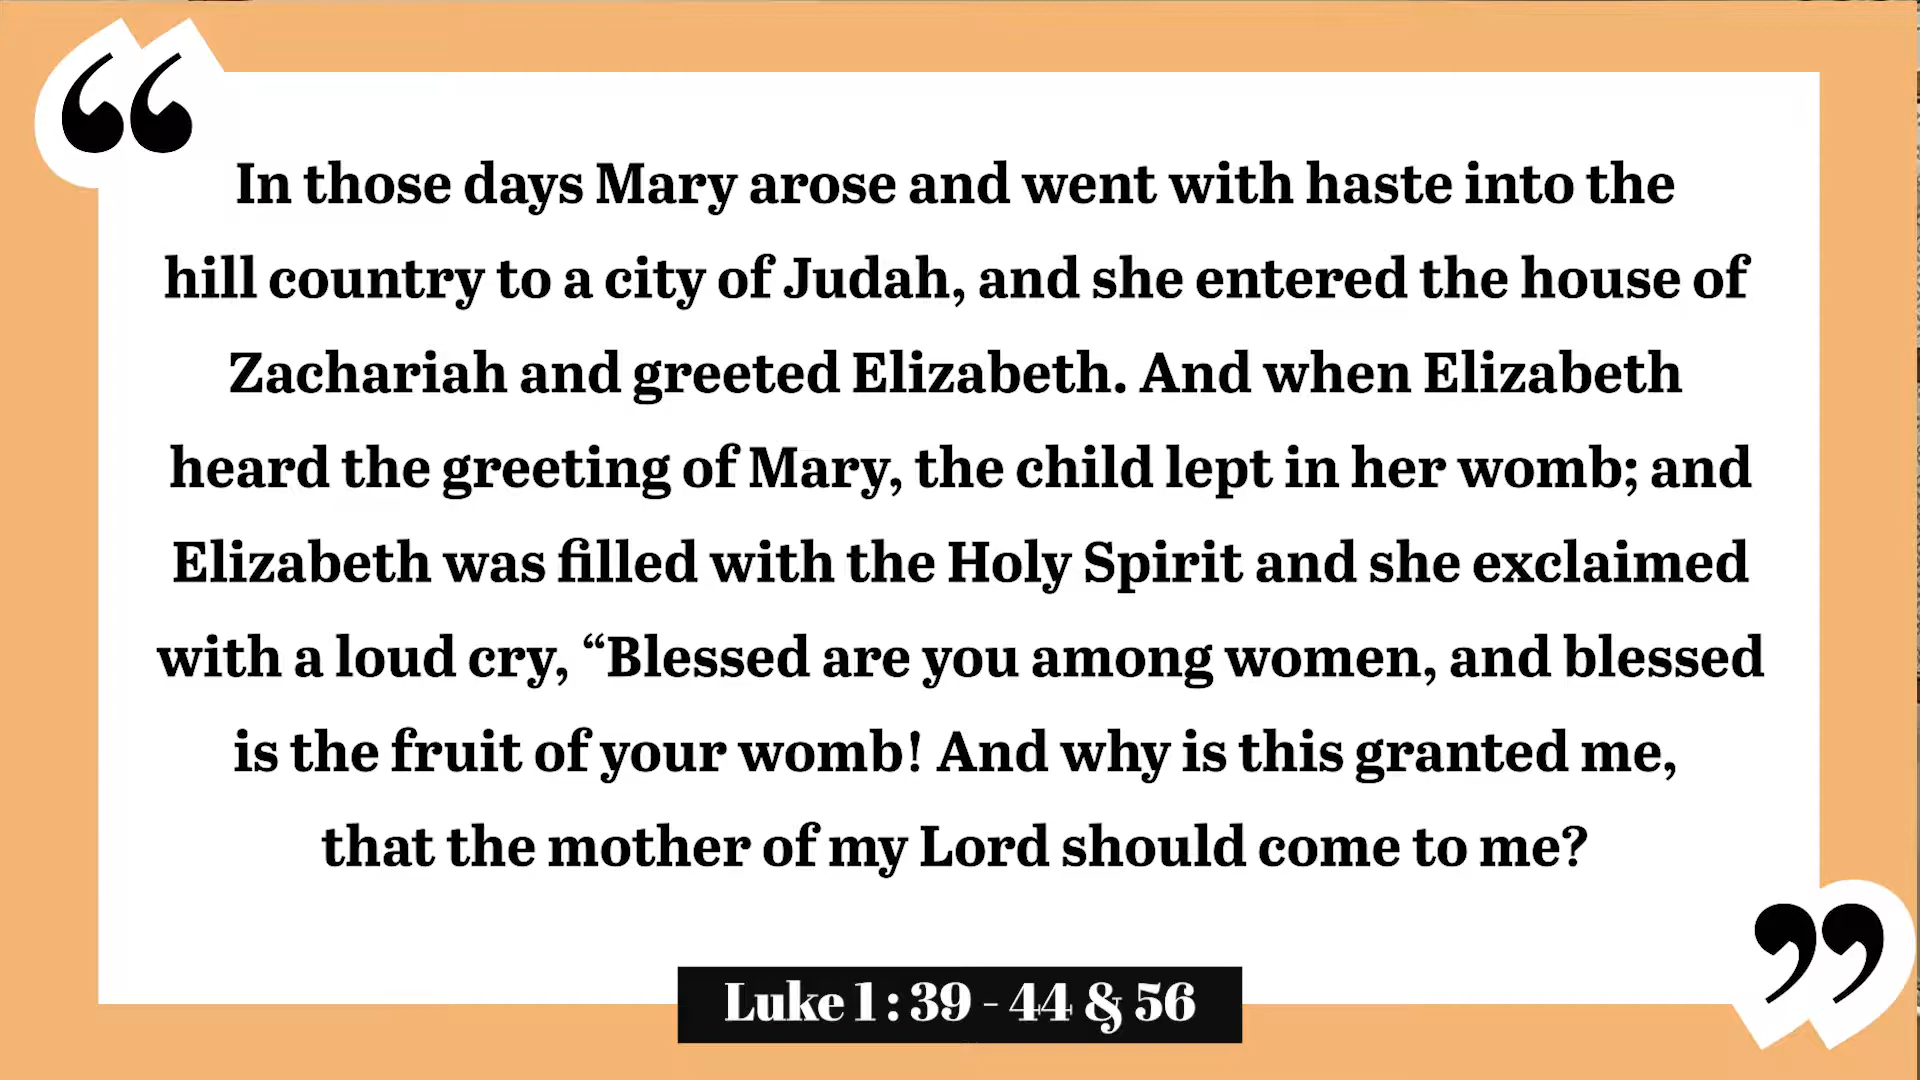 “
In those days Mary arose and went with haste into the
hill country to a city of Judah, and she entered the house of
Zachariah and greeted Elizabeth. And when Elizabeth
heard the greeting of Mary, the child lept in her womb; and
Elizabeth was filled with the Holy Spirit and she exclaimed
with a loud cry, “Blessed are you among women, and blessed
is the fruit of your womb! And why is this granted me,
that the mother of my Lord should come to me?
”
Luke 1 : 39 - 44 & 56